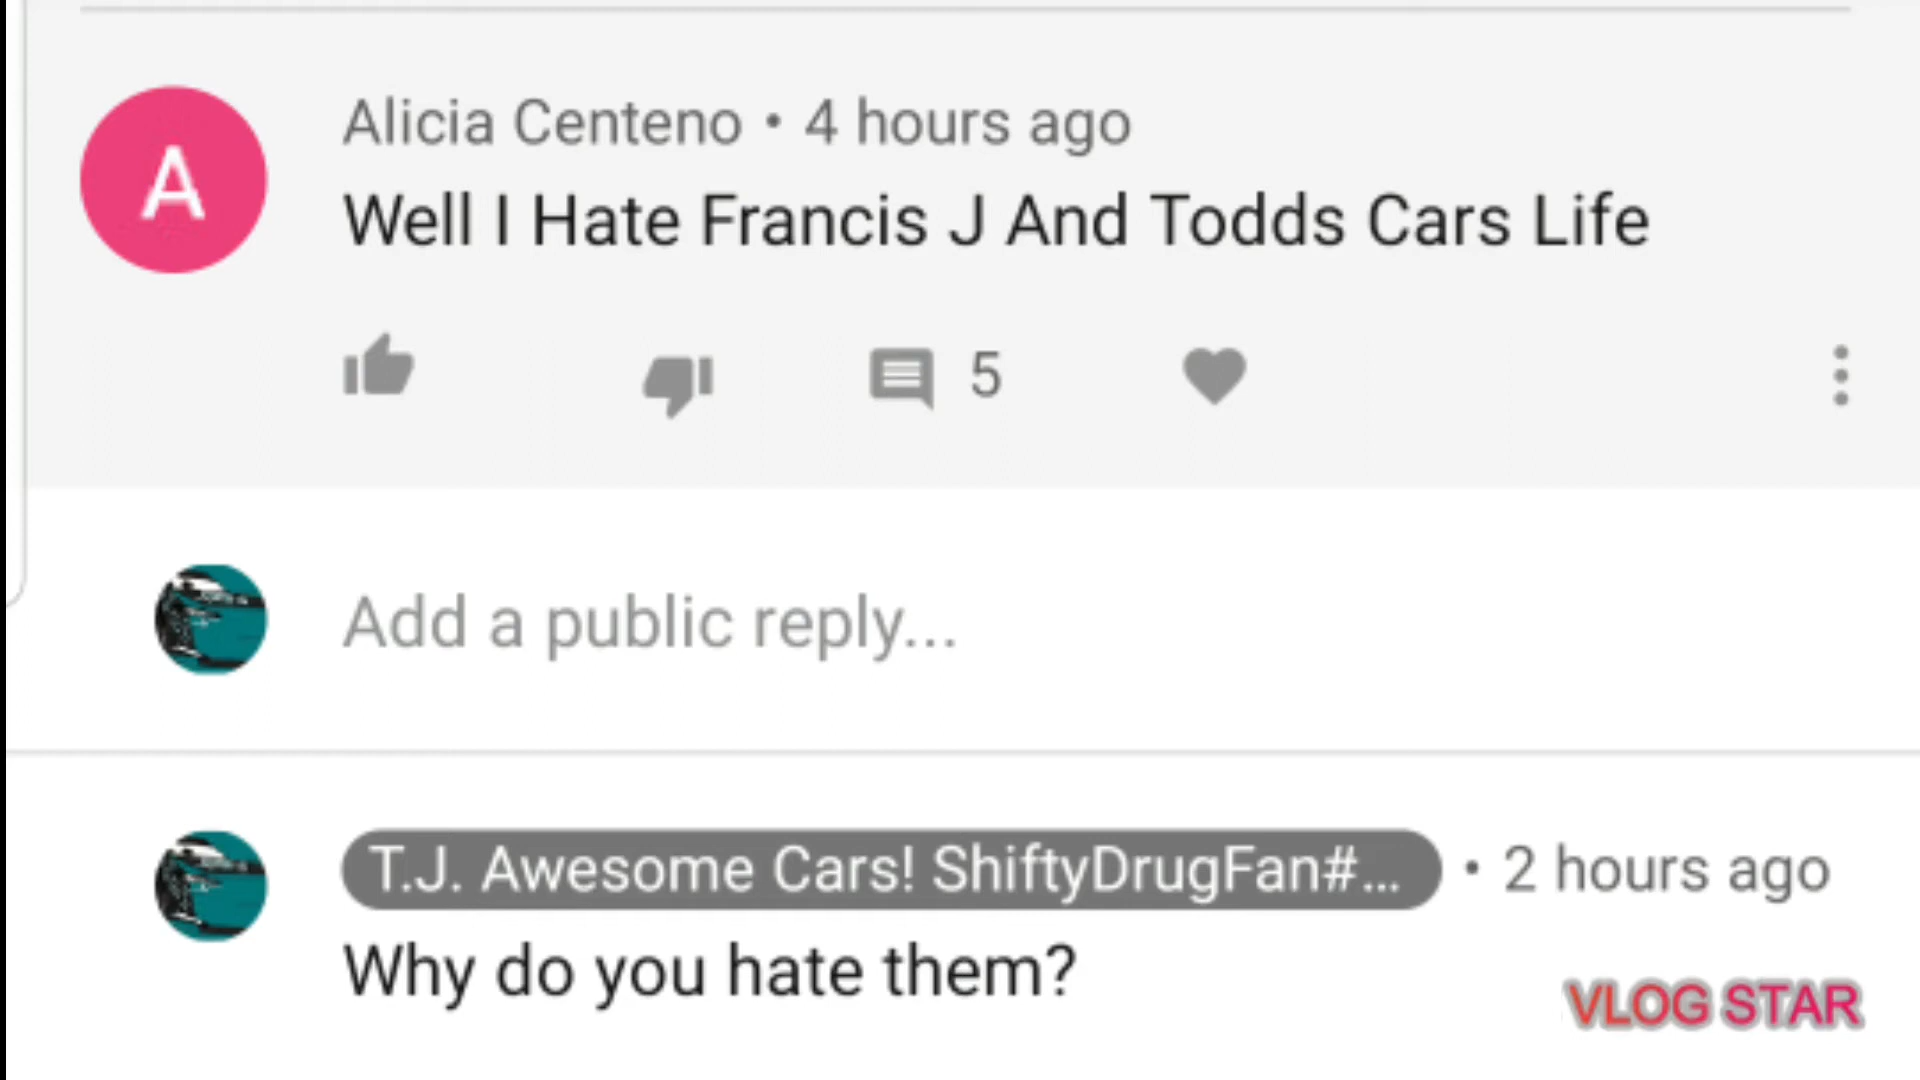 A
Alicia Centeno • 4 hours ago
Well I Hate Francis J And Todds Cars Life
5
Add a public reply...
T.J. Awesome Cars! ShiftyDrugFan#... • 2 hours ago
Why do you hate them?
VLOG STAR